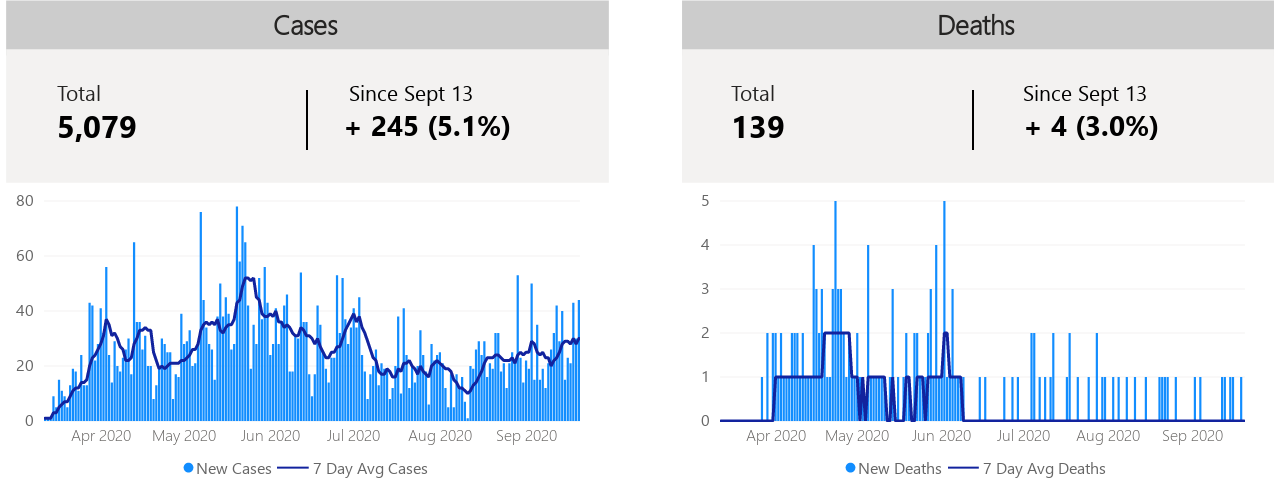 Cases
Total
5,079
Since Sept 13
+ 245 (5.1%)
80
60
40
20
0
Apr 2020 May 2020 Jun 2020 Jul 2020 Aug 2020 Sep 2020
New Cases 7 Day Avg Cases
Deaths
Total
139
Since Sept 13
+ 4 (3.0%)
5
4
3
2
1
0
Apr 2020 May 2020 Jun 2020 Jul 2020 Aug 2020 Sep 2020
New Deaths 7 Day Avg Deaths